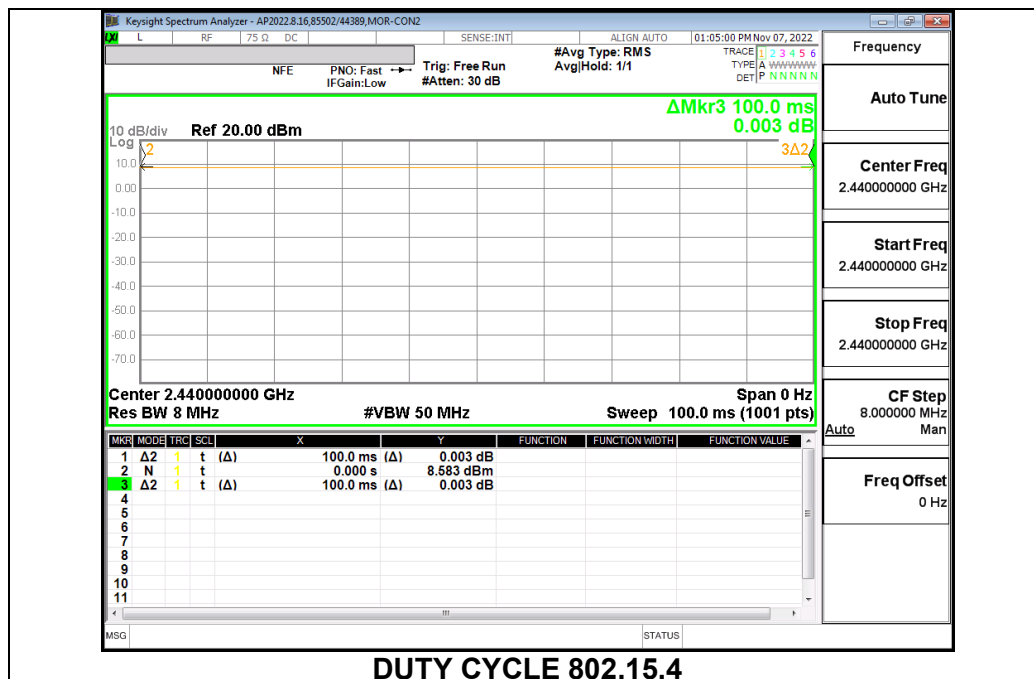 Keysight Spectrum Analyzer - AP2022.8.16,85502/44389,MOR-CON2
LXI L RF 75 Ω DC SENSE:INT ALIGN AUTO 01:05:00 PM Nov 07, 2022
NFE PNO: Fast IFGain:Low Trig: Free Run #Atten: 30 dB #Avg Type: RMS Avg|Hold: 1/1
TRACE 1 2 3 4 5 6
TYPE A WWWWW
DET P N N N N N
ΔMkr3 100.0 ms
0.003 dB
10 dB/div Ref 20.00 dBm
Log
2 3Δ2
10.0
0.00
-10.0
-20.0
-30.0
-40.0
-50.0
-60.0
-70.0
Center 2.440000000 GHz Span 0 Hz
Res BW 8 MHz #VBW 50 MHz Sweep 100.0 ms (1001 pts)
MKR MODE TRC SCL X Y FUNCTION FUNCTION WIDTH FUNCTION VALUE
1 Δ2 1 t (Δ) 100.0 ms (Δ) 0.003 dB
2 N 1 t 0.000 s 8.583 dBm
3 Δ2 1 t (Δ) 100.0 ms (Δ) 0.003 dB
4
5
6
7
8
9
10
11
MSG STATUS
Frequency
Auto Tune
Center Freq
2.440000000 GHz
Start Freq
2.440000000 GHz
Stop Freq
2.440000000 GHz
CF Step
8.000000 MHz
Auto Man
Freq Offset
0 Hz
DUTY CYCLE 802.15.4